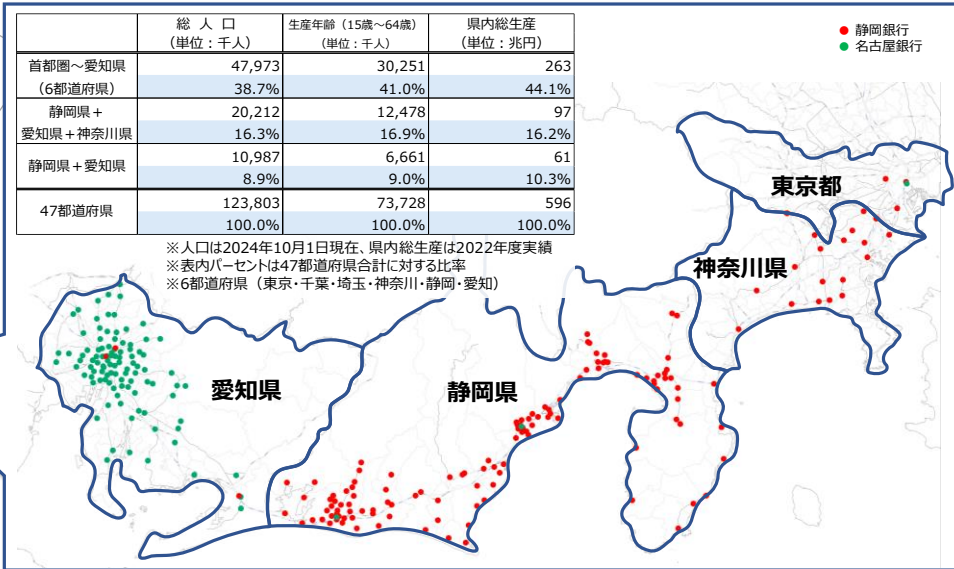 総 人 口 生産年齢（15歳～64歳） 県内総生産
（単位：千人） （単位：千人） （単位：兆円）
首都圏～愛知県 47,973 30,251 263
（6都道府県） 38.7% 41.0% 44.1%
静岡県＋ 20,212 12,478 97
愛知県＋神奈川県 16.3% 16.9% 16.2%
静岡県＋愛知県 10,987 6,661 61
8.9% 9.0% 10.3%
47都道府県 123,803 73,728 596
100.0% 100.0% 100.0%
※人口は2024年10月1日現在、県内総生産は2022年度実績
※表内パーセントは47都道府県合計に対する比率
※6都道府県（東京・千葉・埼玉・神奈川・静岡・愛知）
静岡銀行
名古屋銀行
東京都
神奈川県
静岡県
愛知県